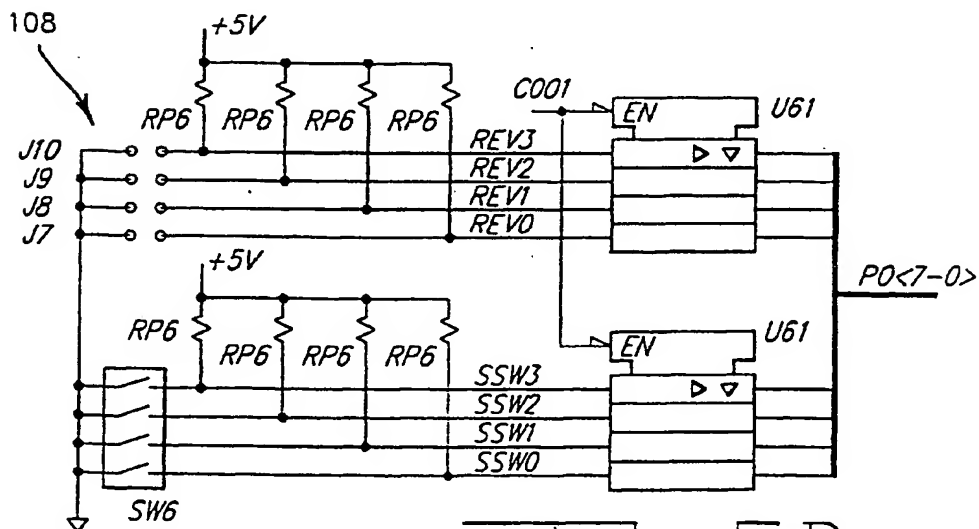 108
+5V
RP6 RP6 RP6 RP6
C001
EN U61
J10 REV3
J9 REV2
J8 REV1
J7 REV0
+5V
RP6 RP6 RP6 RP6
P0<7-0>
EN U61
SSW3
SSW2
SSW1
SSW0
SW6